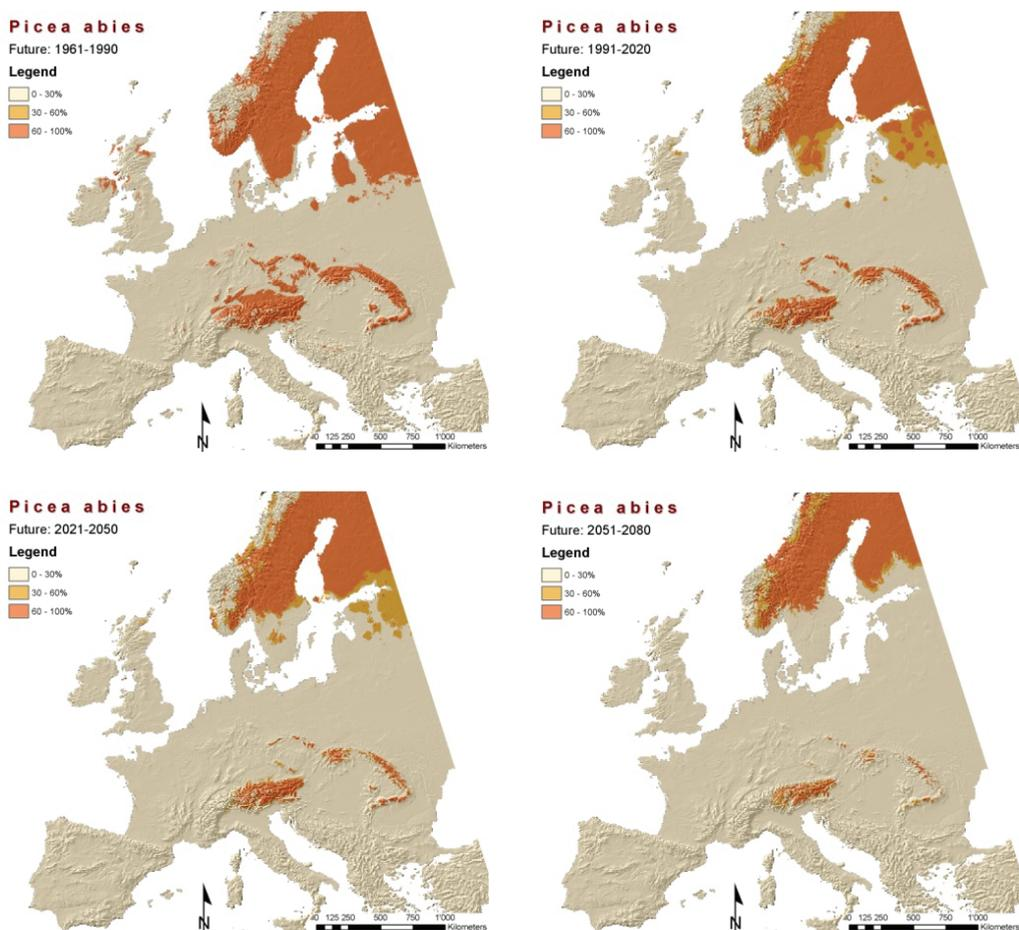 Picea abies
Future: 1961-1990
Legend
0 - 30%
30 - 60%
60 - 100%
N
0 125 250 500 750 1'000
Kilometers
Picea abies
Future: 1991-2020
Legend
0 - 30%
30 - 60%
60 - 100%
N
0 125 250 500 750 1'000
Kilometers
Picea abies
Future: 2021-2050
Legend
0 - 30%
30 - 60%
60 - 100%
N
0 125 250 500 750 1'000
Kilometers
Picea abies
Future: 2051-2080
Legend
0 - 30%
30 - 60%
60 - 100%
N
0 125 250 500 750 1'000
Kilometers